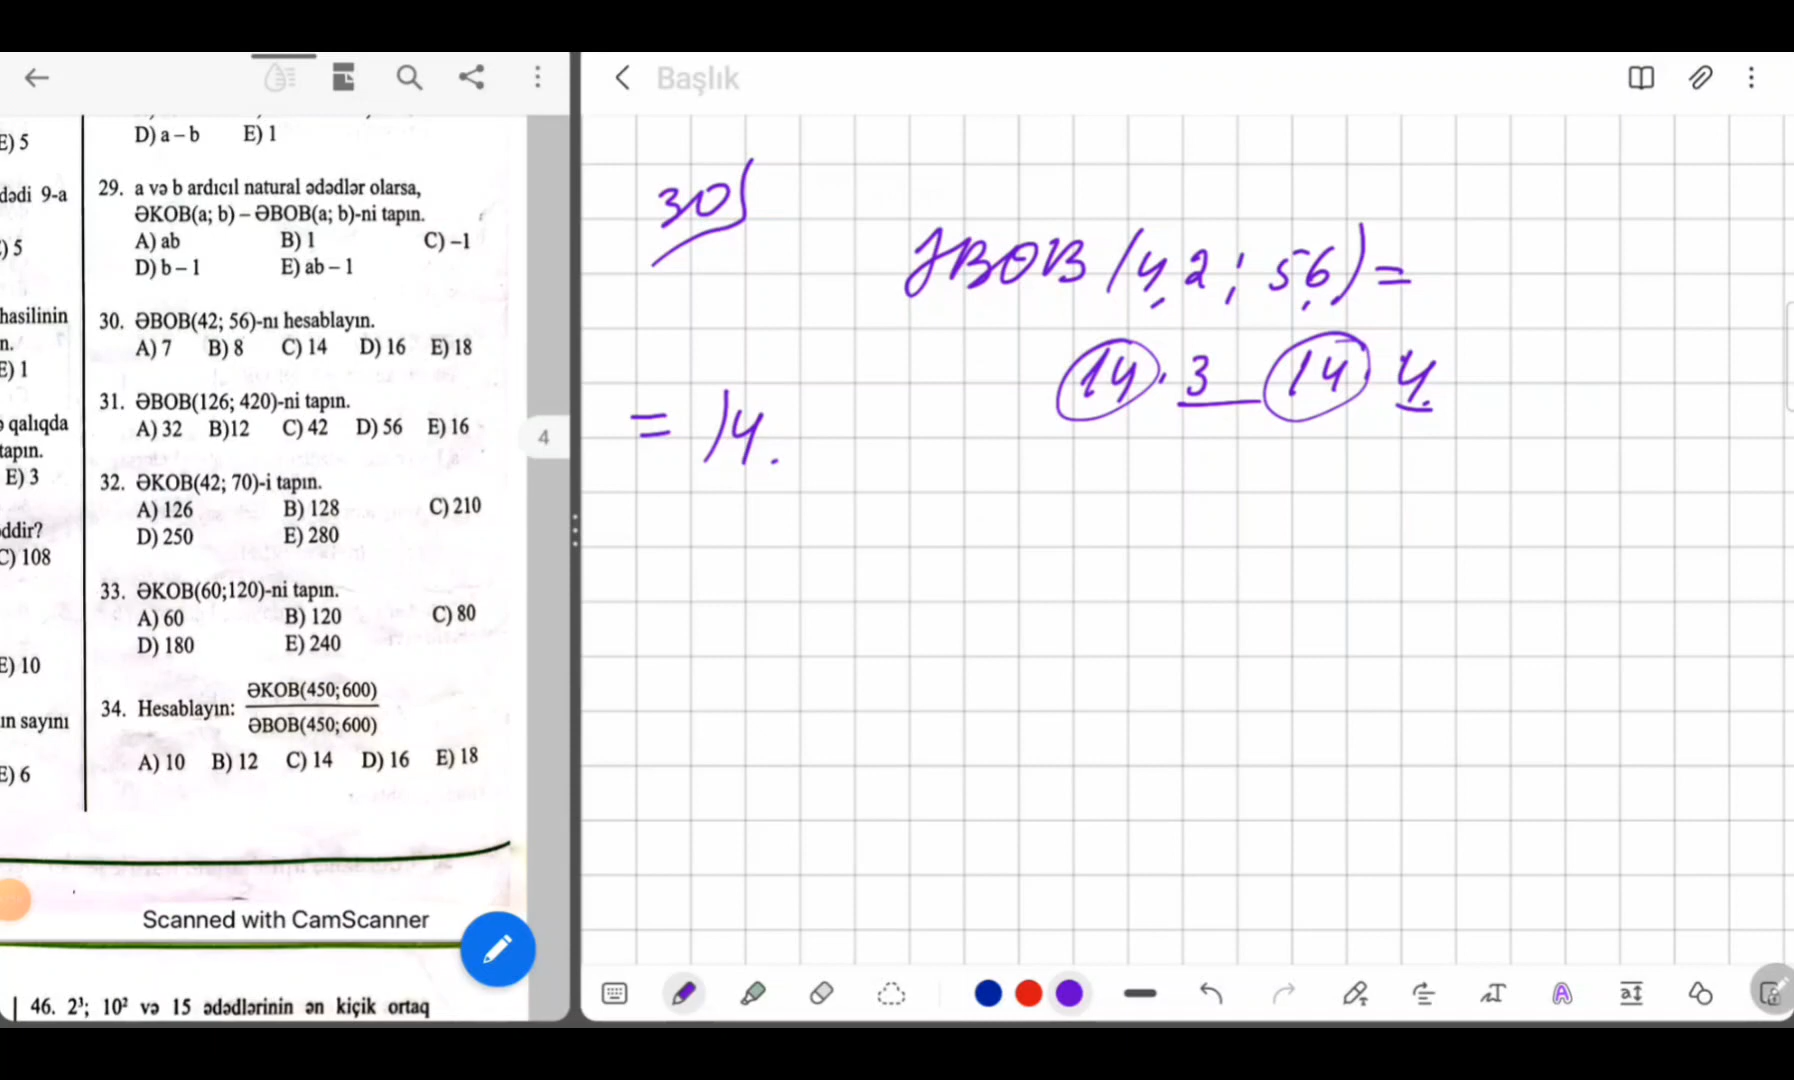 Başlık
E) 5
dədi 9-a
5
hasilinin
n.
E) 1
qalıqda
tapın.
E) 3
ddir?
C) 108
E) 10
ın sayını
E) 6
D) a – b E) 1
29. a və b ardıcıl natural ədədlər olarsa,
ƏKOB(a; b) – ƏBOB(a; b)-ni tapın.
A) ab B) 1 C) –1
D) b – 1 E) ab – 1
30. ƏBOB(42; 56)-nı hesablayın.
A) 7 B) 8 C) 14 D) 16 E) 18
31. ƏBOB(126; 420)-ni tapın.
A) 32 B)12 C) 42 D) 56 E) 16
32. ƏKOB(42; 70)-i tapın.
A) 126 B) 128 C) 210
D) 250 E) 280
33. ƏKOB(60;120)-ni tapın.
A) 60 B) 120 C) 80
D) 180 E) 240
34. Hesablayın: ƏKOB(450;600)
ƏBOB(450;600)
A) 10 B) 12 C) 14 D) 16 E) 18
4
Scanned with CamScanner
46. 2³; 10² və 15 ədədlərinin ən kiçik ortaq
30
ƏBOB (42; 56) =
14 · 3 14 · 4
= 14.